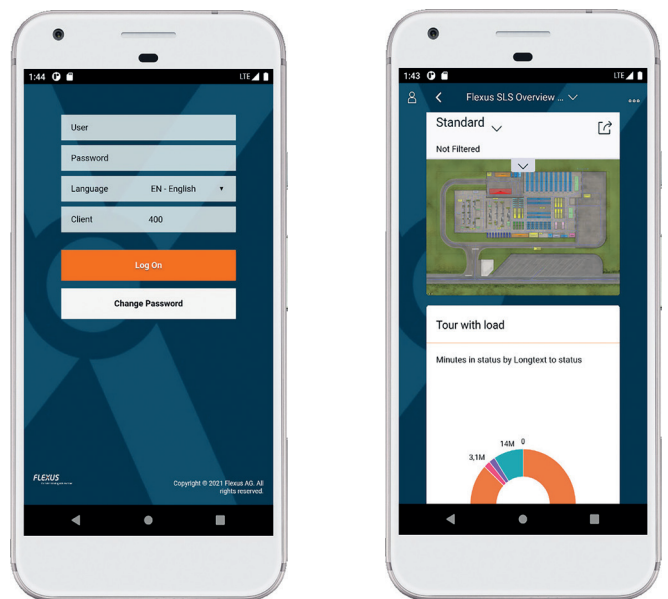 1:44
LTE
User
Password
Language EN - English
Client 400
Log On
Change Password
FLEXUS
Copyright © 2021 Flexus AG. All
rights reserved.
1:43
LTE
Flexus SLS Overview ...
Standard
Not Filtered
Tour with load
Minutes in status by Longtext to status
14M 0
3,1M